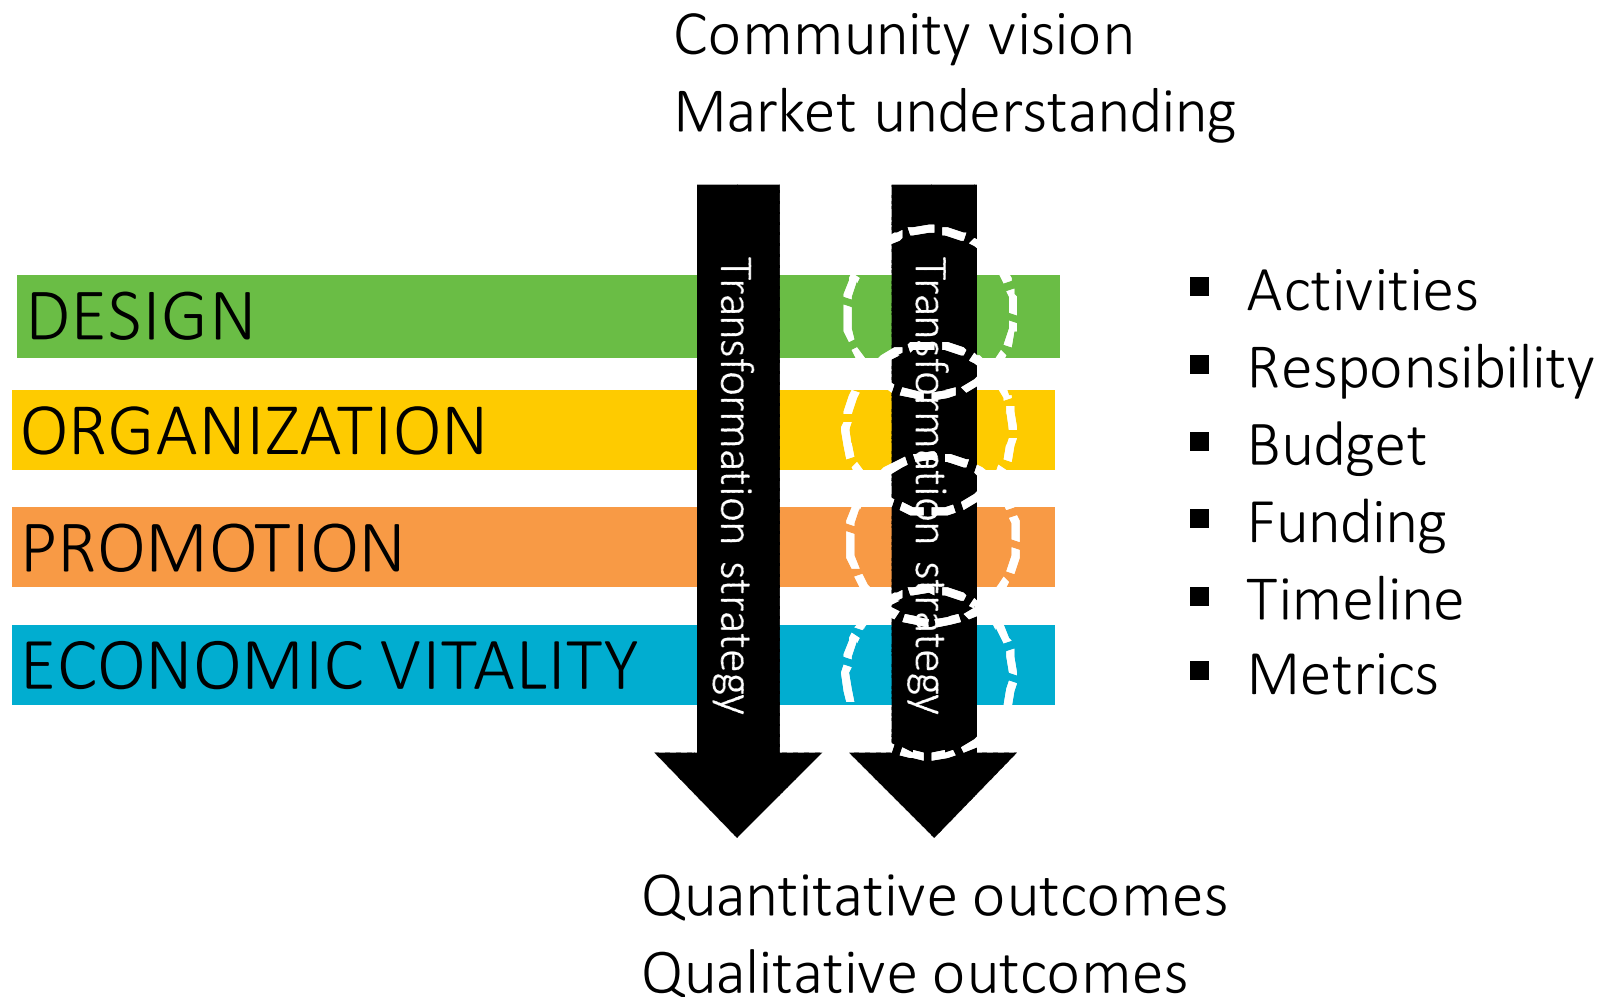 Community vision
Market understanding
Transformation strategy
Transformation strategy
DESIGN
ORGANIZATION
PROMOTION
ECONOMIC VITALITY
▪ Activities
▪ Responsibility
▪ Budget
▪ Funding
▪ Timeline
▪ Metrics
Quantitative outcomes
Qualitative outcomes